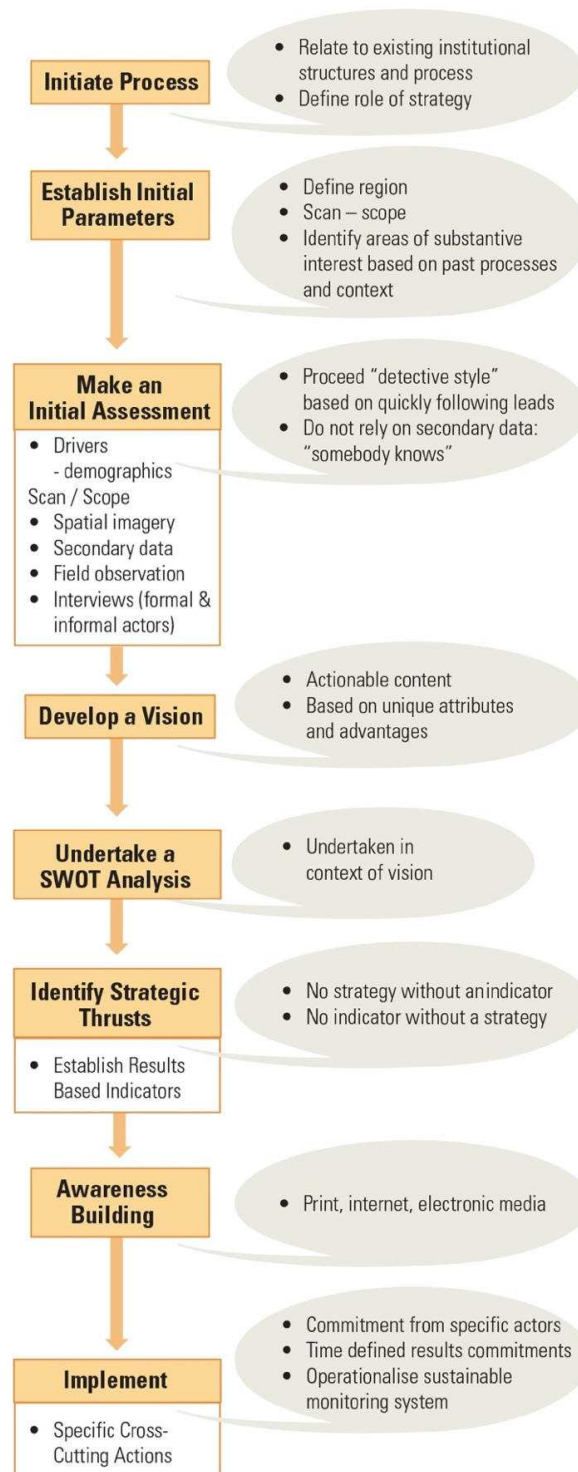 Initiate Process
• Relate to existing institutional
structures and process
• Define role of strategy
Establish Initial
Parameters
• Define region
• Scan – scope
• Identify areas of substantive
interest based on past processes
and context
Make an
Initial Assessment
• Drivers
- demographics
Scan / Scope
• Spatial imagery
• Secondary data
• Field observation
• Interviews (formal &
informal actors)
• Proceed “detective style”
based on quickly following leads
• Do not rely on secondary data:
“somebody knows”
Develop a Vision
• Actionable content
• Based on unique attributes
and advantages
Undertake a
SWOT Analysis
• Undertaken in
context of vision
Identify Strategic
Thrusts
• Establish Results
Based Indicators
• No strategy without anindicator
• No indicator without a strategy
Awareness
Building
• Print, internet, electronic media
Implement
• Specific Cross-
Cutting Actions
• Commitment from specific actors
• Time defined results commitments
• Operationalise sustainable
monitoring system